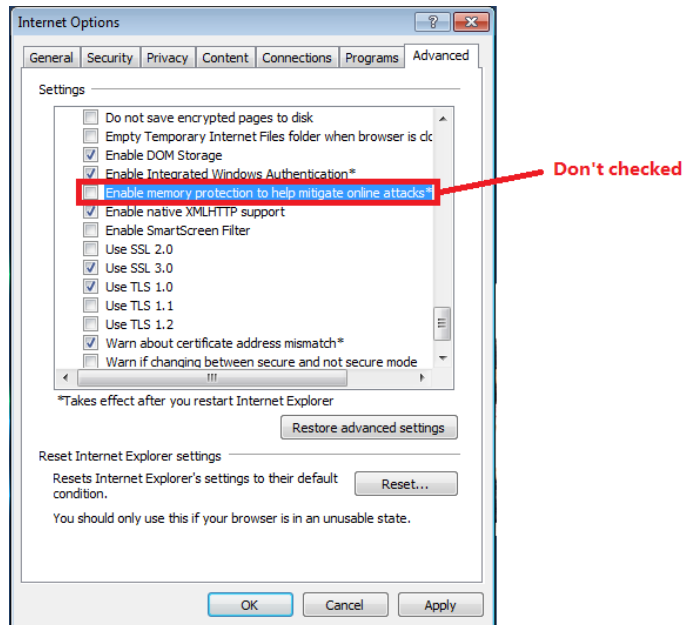 Internet Options
General Security Privacy Content Connections Programs Advanced
Settings
Do not save encrypted pages to disk
Empty Temporary Internet Files folder when browser is clc
Enable DOM Storage
Enable Integrated Windows Authentication*
Enable memory protection to help mitigate online attacks*
Don't checked
Enable native XMLHTTP support
Enable SmartScreen Filter
Use SSL 2.0
Use SSL 3.0
Use TLS 1.0
Use TLS 1.1
Use TLS 1.2
Warn about certificate address mismatch*
Warn if changing between secure and not secure mode
*Takes effect after you restart Internet Explorer
Restore advanced settings
Reset Internet Explorer settings
Resets Internet Explorer's settings to their default
condition.
Reset...
You should only use this if your browser is in an unusable state.
OK Cancel Apply